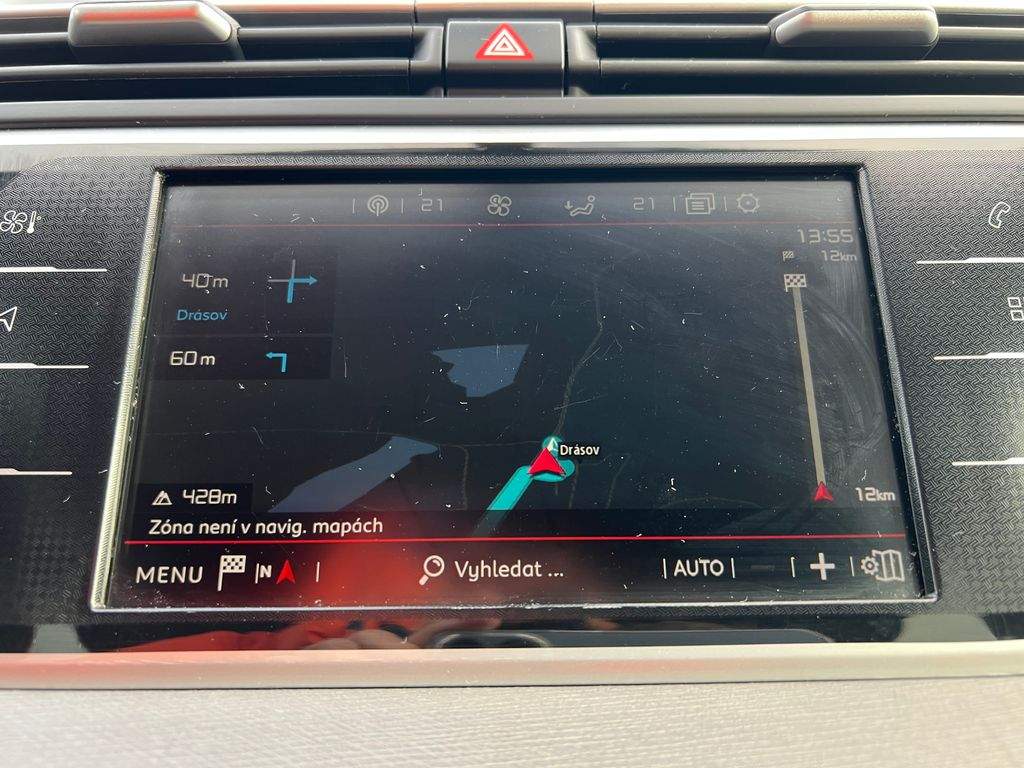 21 21
13:55
12km
40m
Drásov
60m
Drásov
428m
12km
Zóna není v navig. mapách
MENU N Vyhledat ... AUTO